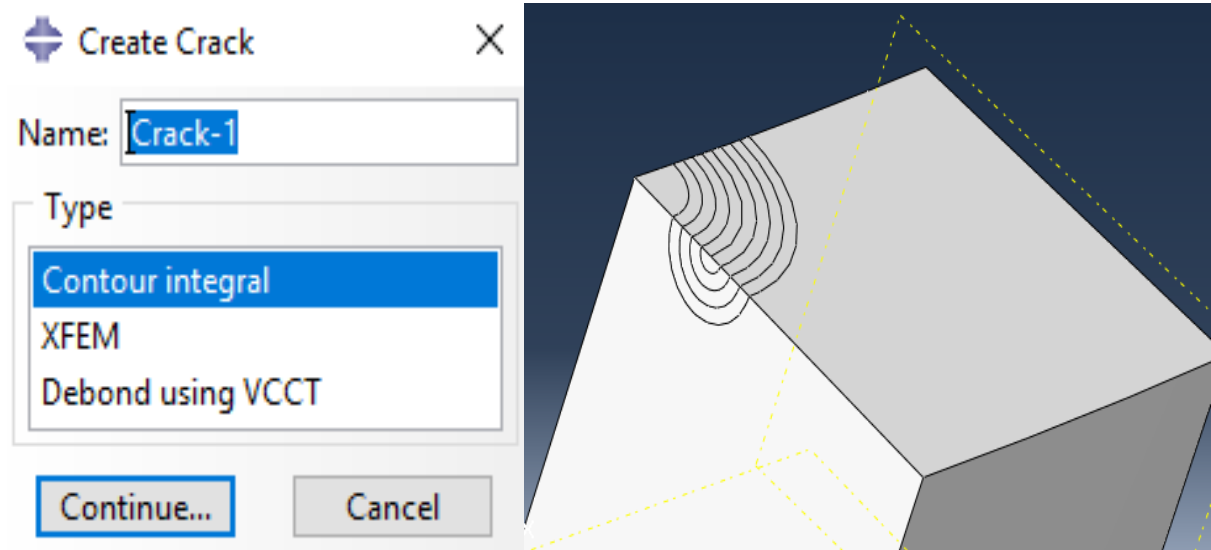 Create Crack
Name: Crack-1
Type
Contour integral
XFEM
Debond using VCCT
Continue... Cancel